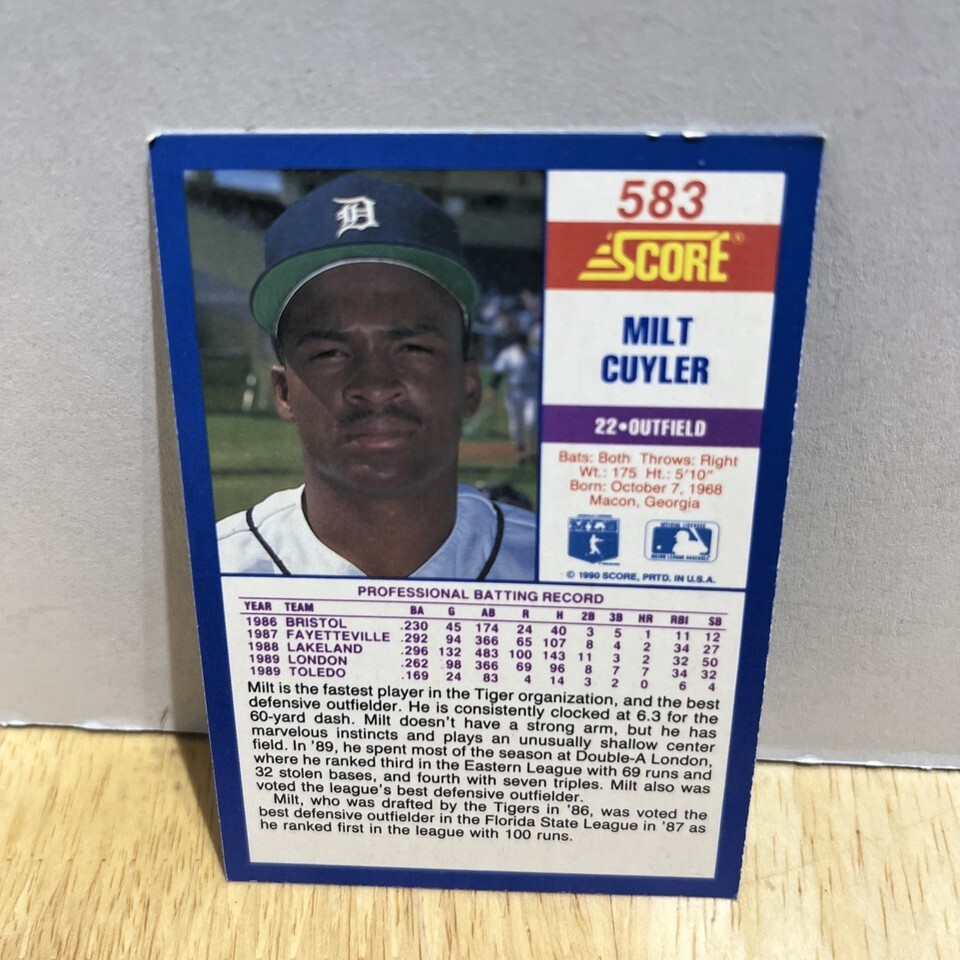 D
583
SCORE®
MILT
CUYLER
22•OUTFIELD
Bats: Both Throws: Right
Wt.: 175 Ht.: 5'10"
Born: October 7, 1968
Macon, Georgia
© 1990 SCORE, PRTD. IN U.S.A.
PROFESSIONAL BATTING RECORD
YEAR TEAM BA G AB R H 2B 3B HR RBI SB
1986 BRISTOL .230 45 174 24 40 3 5 1 11 12
1987 FAYETTEVILLE .292 94 366 65 107 8 4 2 34 27
1988 LAKELAND .296 132 483 100 143 11 3 2 32 50
1989 LONDON .262 98 366 69 96 8 7 7 34 32
1989 TOLEDO .169 24 83 4 14 3 2 0 6 4
Milt is the fastest player in the Tiger organization, and the best
defensive outfielder. He is consistently clocked at 6.3 for the
60-yard dash. Milt doesn't have a strong arm, but he has
marvelous instincts and plays an unusually shallow center
field. In '89, he spent most of the season at Double-A London,
where he ranked third in the Eastern League with 69 runs and
32 stolen bases, and fourth with seven triples. Milt also was
voted the league's best defensive outfielder.
Milt, who was drafted by the Tigers in '86, was voted the
best defensive outfielder in the Florida State League in '87 as
he ranked first in the league with 100 runs.